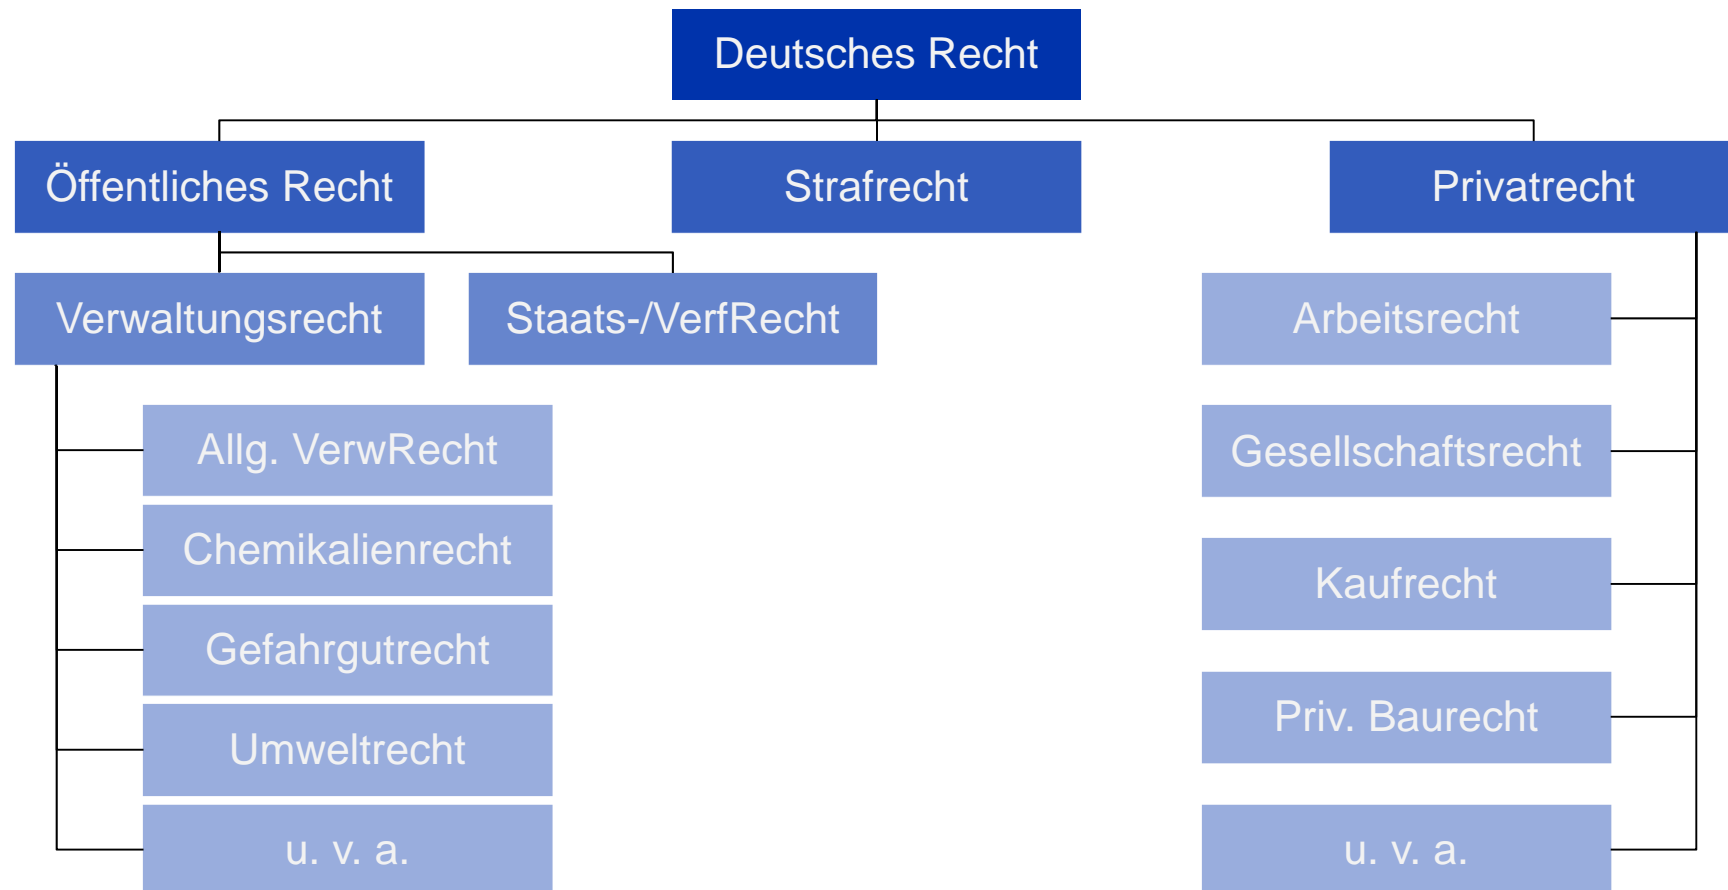 Deutsches Recht
Öffentliches Recht
Strafrecht
Privatrecht
Verwaltungsrecht
Staats-/VerfRecht
Allg. VerwRecht
Chemikalienrecht
Gefahrgutrecht
Umweltrecht
u. v. a.
Arbeitsrecht
Gesellschaftsrecht
Kaufrecht
Priv. Baurecht
u. v. a.